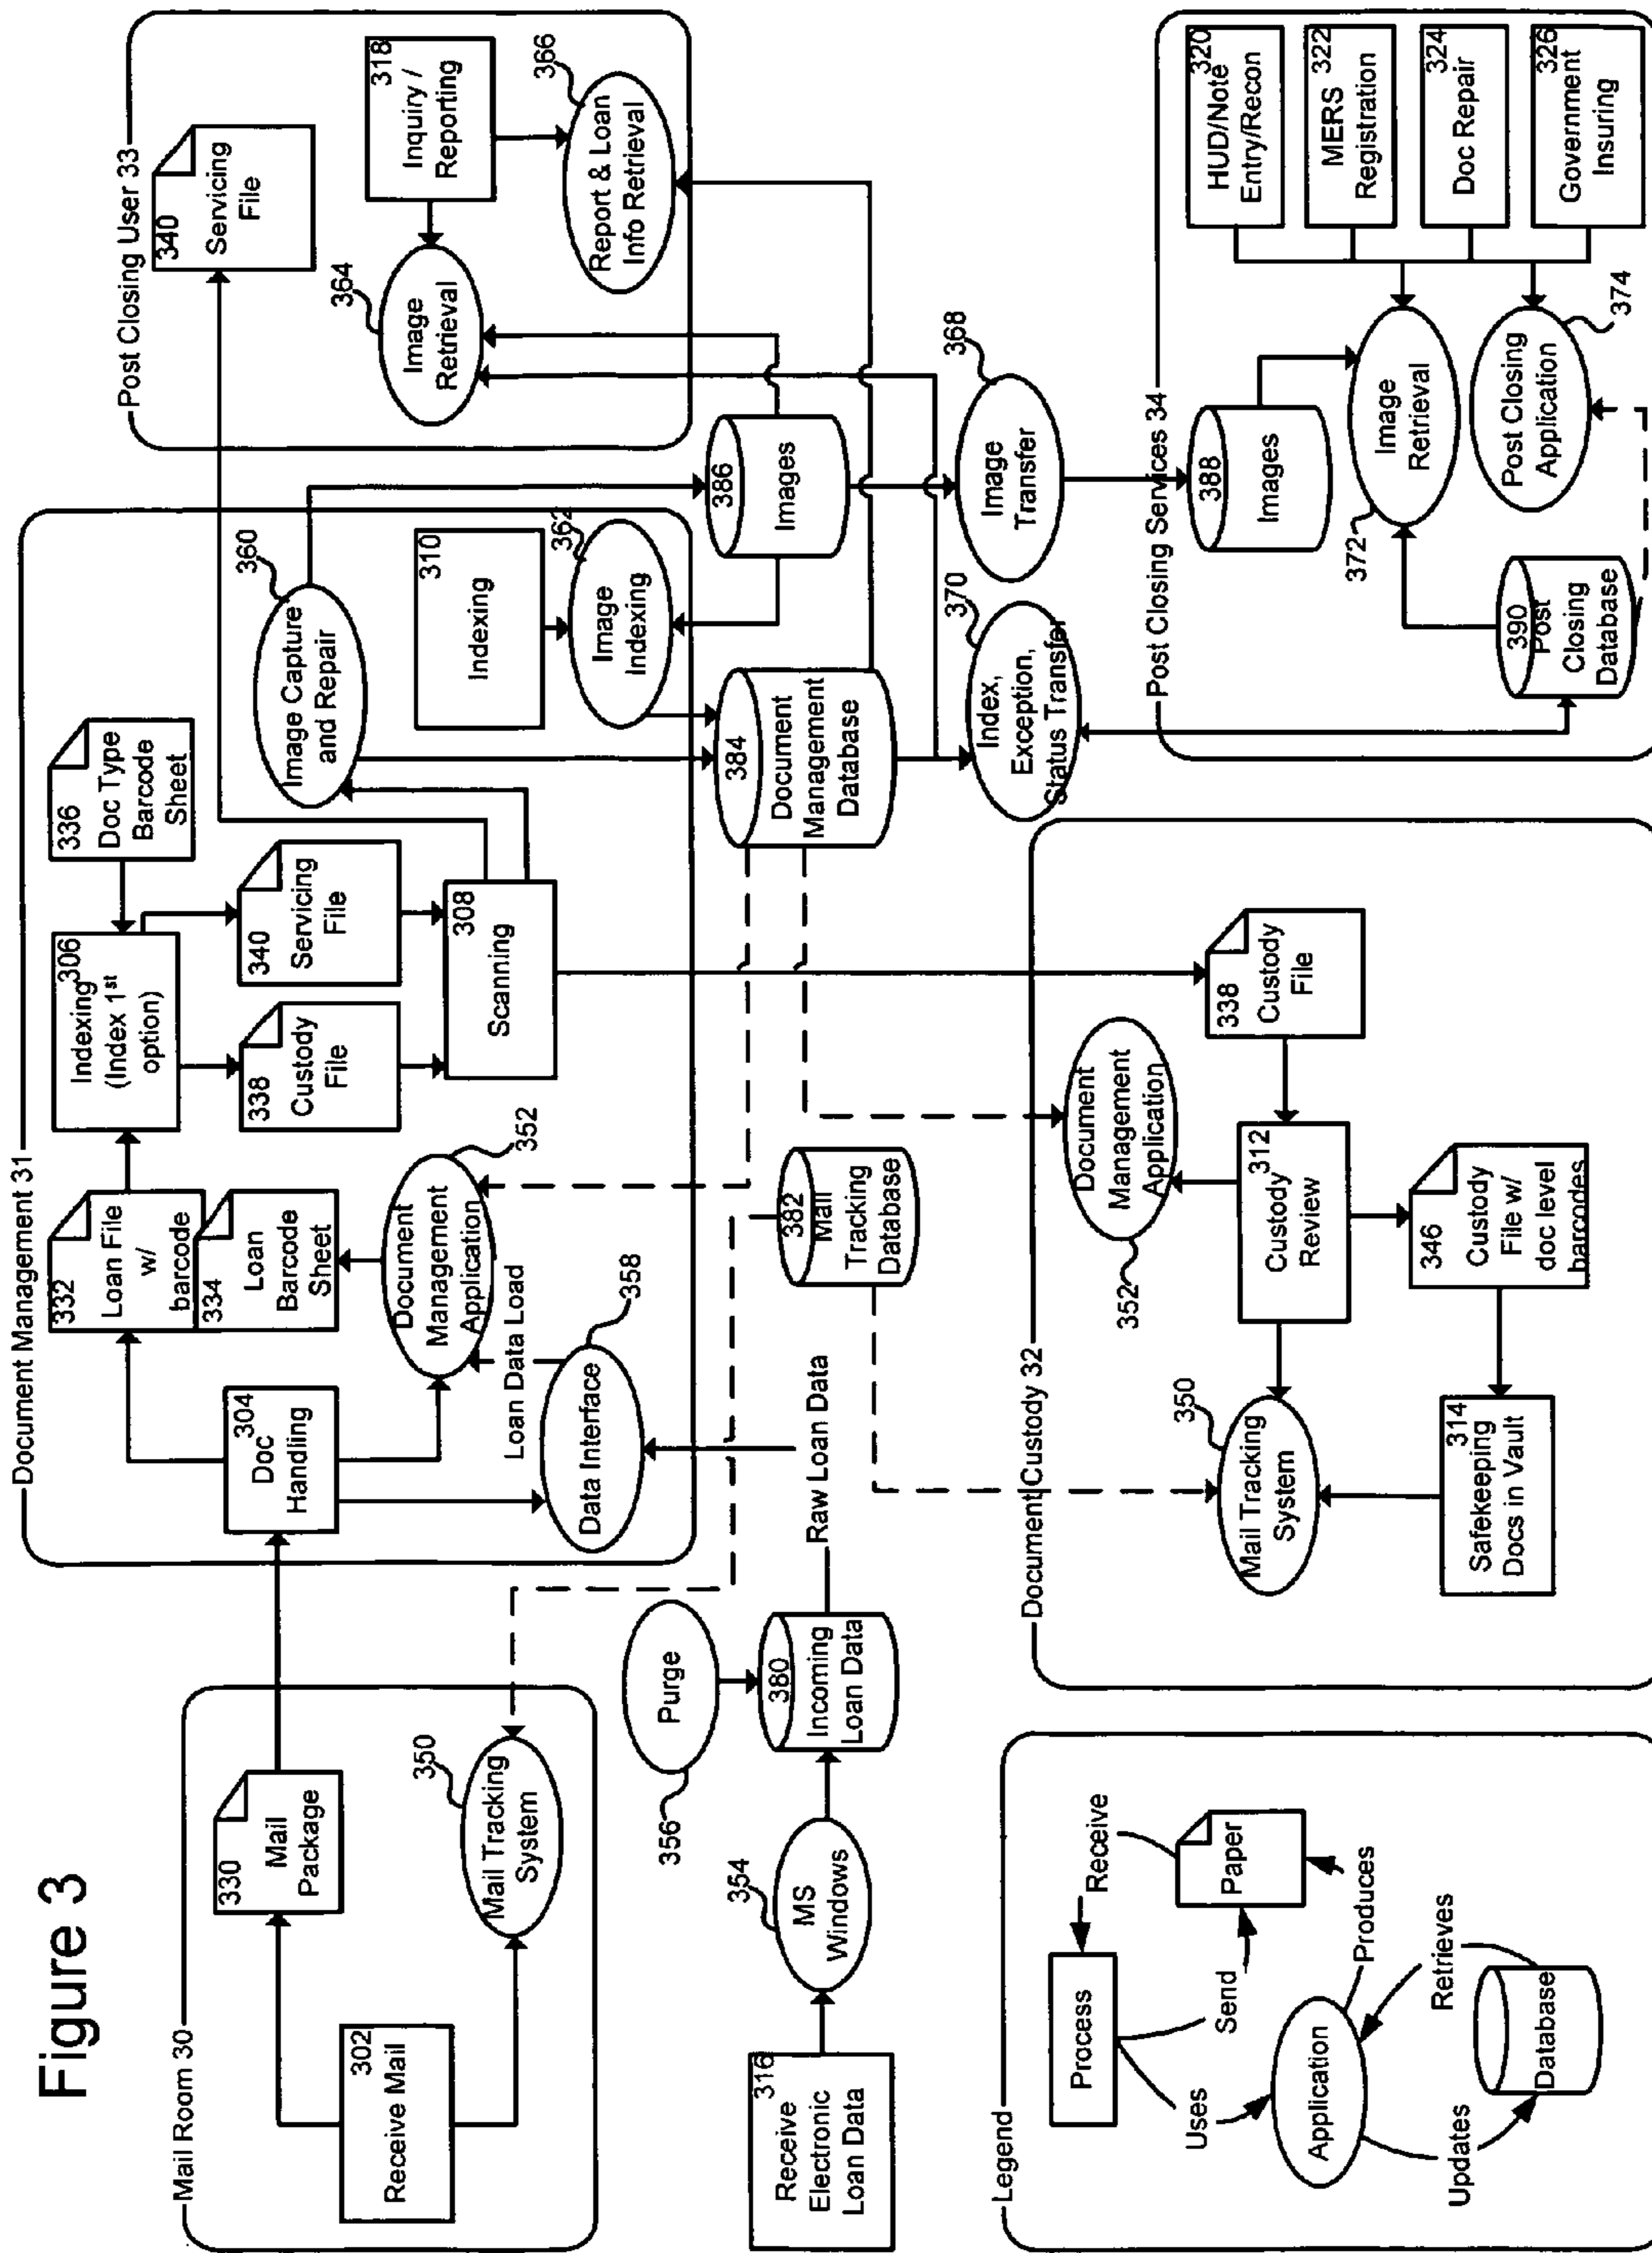 Figure 3
Mail Room 30
302
Receive Mail
330
Mail
Package
350
Mail Tracking
System
316
Receive
Electronic
Loan Data
354
MS
Windows
356
Purge
380
Incoming
Loan Data
Raw Loan Data
Legend
Process
Receive
Send
Uses
Paper
Application
Produces
Retrieves
Updates
Database
Document Management 31
304
Doc
Handling
332
Loan File
w/
barcode
334
Loan
Barcode
Sheet
352
Document
Management
Application
Loan Data Load
358
Data Interface
306
Indexing
(Index 1st
option)
336
Doc Type
Barcode
Sheet
338
Custody
File
340
Servicing
File
308
Scanning
360
Image Capture
and Repair
310
Indexing
362
Image
Indexing
382
Mail
Tracking
Database
384
Document
Management
Database
386
Images
370
Index,
Exception,
Status Transfer
368
Image
Transfer
Document Custody 32
350
Mail Tracking
System
352
Document
Management
Application
338
Custody
File
312
Custody
Review
314
Safekeeping
Docs in Vault
346
Custody
File w/
doc level
barcodes
Post Closing User 33
340
Servicing
File
318
Inquiry /
Reporting
364
Image
Retrieval
366
Report & Loan
Info Retrieval
Post Closing Services 34
388
Images
320
HUD/Note
Entry/Recon
322
MERS
Registration
324
Doc Repair
326
Government
Insuring
372
Image
Retrieval
374
Post Closing
Application
390
Post
Closing
Database